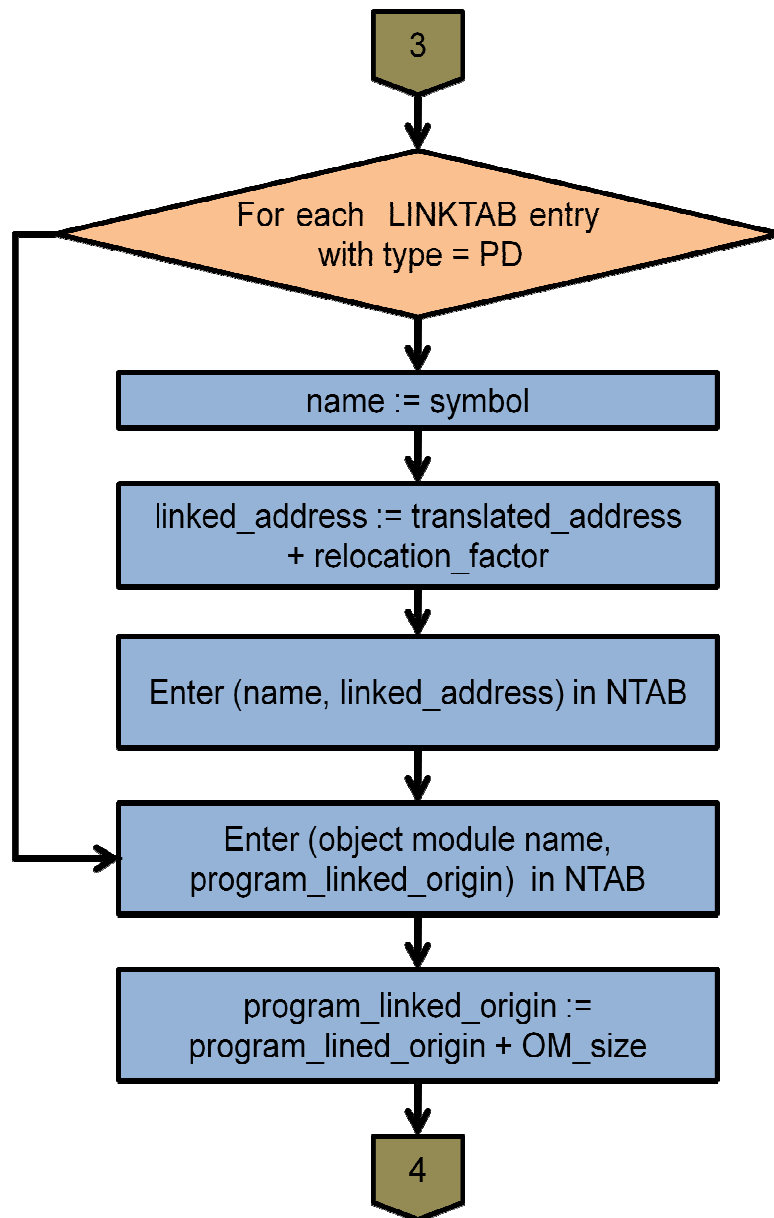 3
For each LINKTAB entry
with type = PD
name := symbol
linked_address := translated_address
+ relocation_factor
Enter (name, linked_address) in NTAB
Enter (object module name,
program_linked_origin) in NTAB
program_linked_origin :=
program_lined_origin + OM_size
4